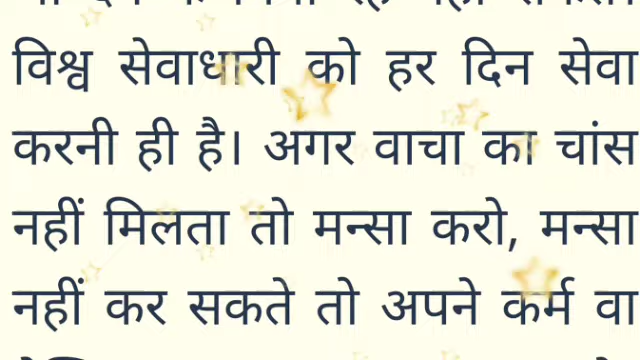 विश्व सेवाधारी को हर दिन सेवा
करनी ही है। अगर वाचा का चांस
नहीं मिलता तो मन्सा करो, मन्सा
नहीं कर सकते तो अपने कर्म वा